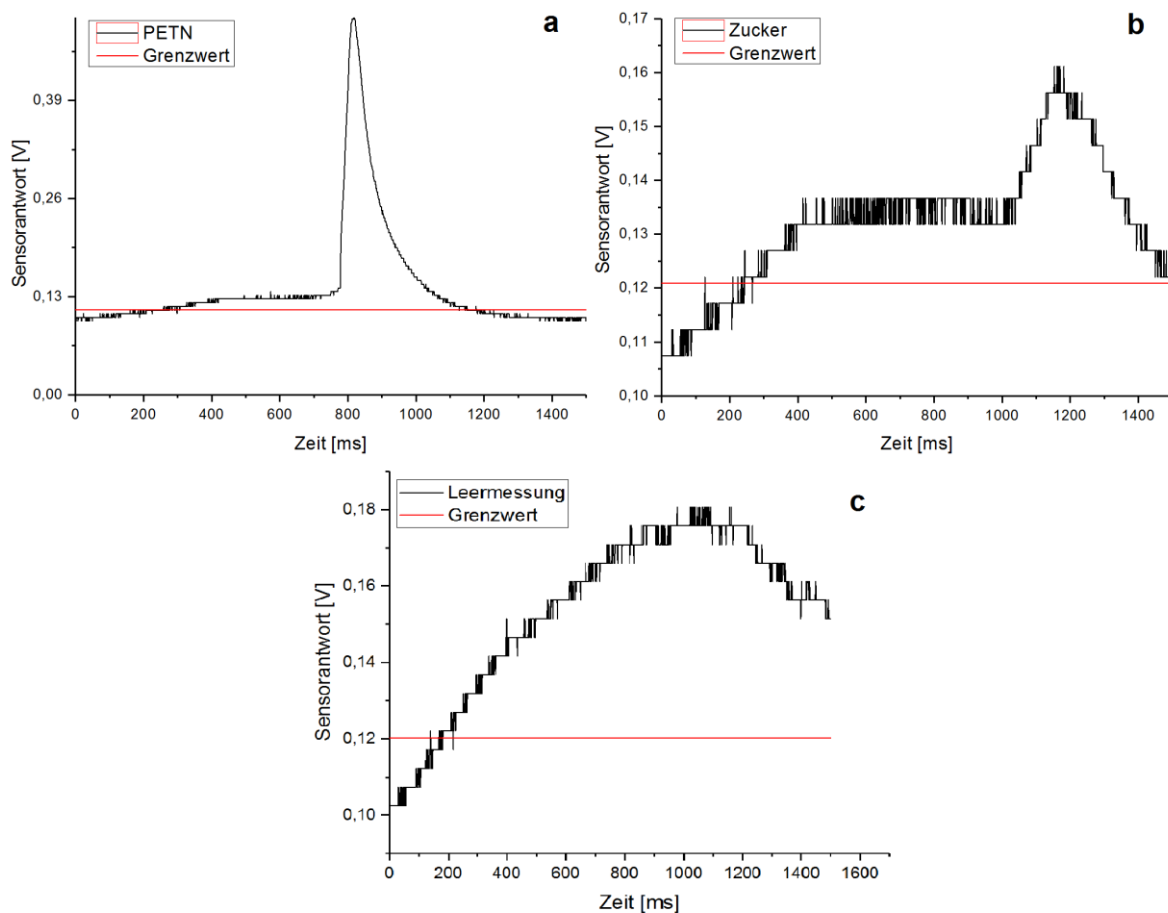 a
PETN
Grenzwert
Sensorantwort [V]
0,39
0,26
0,13
0,00
0 200 400 600 800 1000 1200 1400
Zeit [ms]
b
Zucker
Grenzwert
Sensorantwort [V]
0,17
0,16
0,15
0,14
0,13
0,12
0,11
0,10
0 200 400 600 800 1000 1200 1400
Zeit [ms]
c
Leermessung
Grenzwert
Sensorantwort [V]
0,18
0,16
0,14
0,12
0,10
0 200 400 600 800 1000 1200 1400 1600
Zeit [ms]